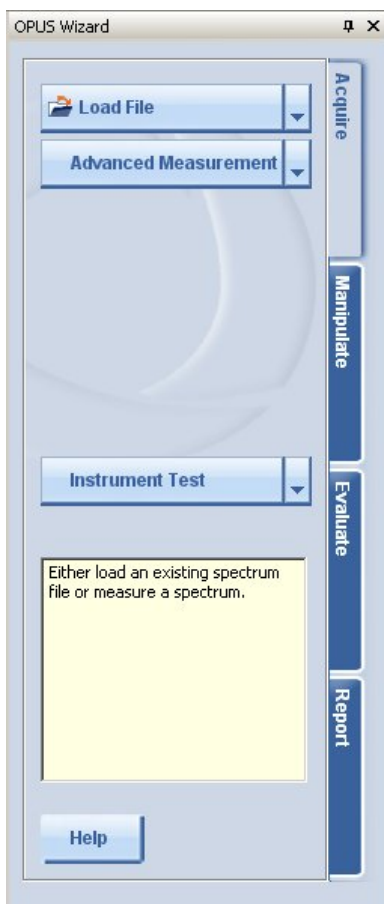 OPUS Wizard
Load File
Advanced Measurement
Instrument Test
Either load an existing spectrum
file or measure a spectrum.
Help
Acquire
Manipulate
Evaluate
Report